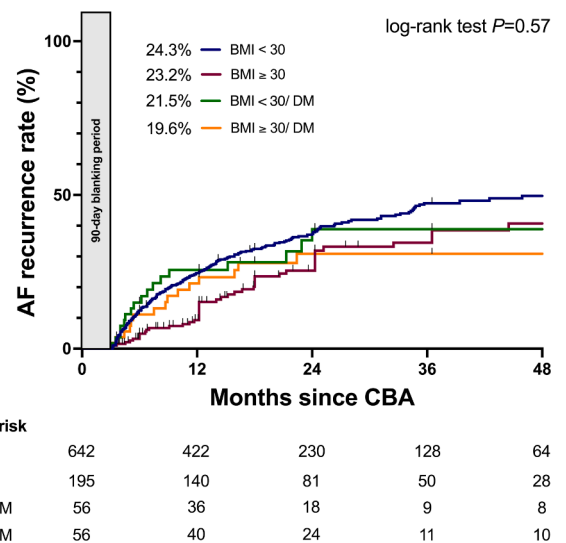 log-rank test P=0.57
100
24.3% BMI < 30
23.2% BMI ≥ 30
21.5% BMI < 30/ DM
19.6% BMI ≥ 30/ DM
90-day blanking period
AF recurrence rate (%)
50
0
0 12 24 36 48
Months since CBA
risk
642 422 230 128 64
195 140 81 50 28
M 56 36 18 9 8
M 56 40 24 11 10